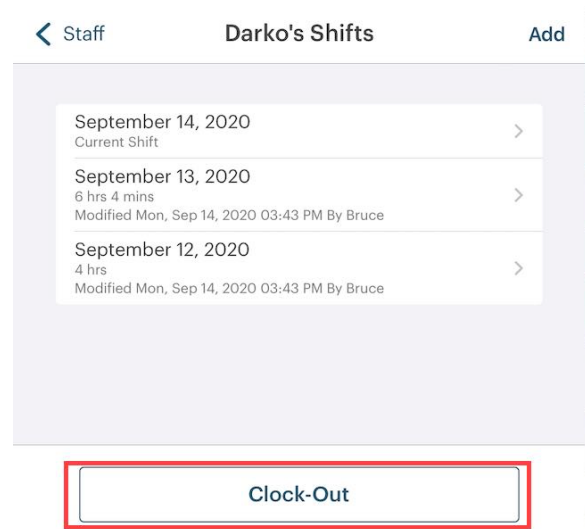 Staff
Darko's Shifts
Add
September 14, 2020
Current Shift
September 13, 2020
6 hrs 4 mins
Modified Mon, Sep 14, 2020 03:43 PM By Bruce
September 12, 2020
4 hrs
Modified Mon, Sep 14, 2020 03:43 PM By Bruce
Clock-Out